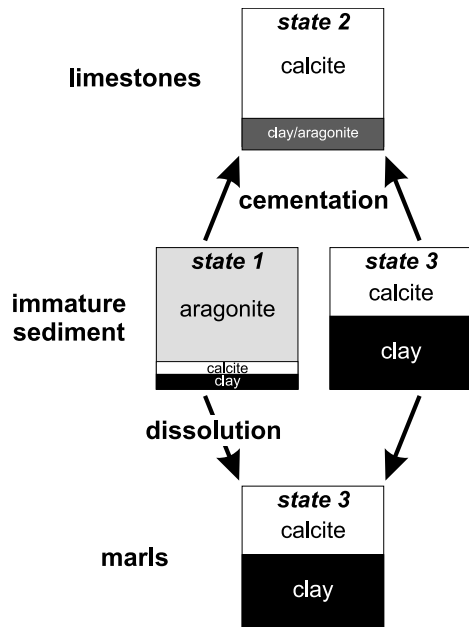 state 2
calcite
limestones
clay/aragonite
cementation
state 1
aragonite
calcite
clay
immature
sediment
state 3
calcite
clay
dissolution
state 3
calcite
clay
marls